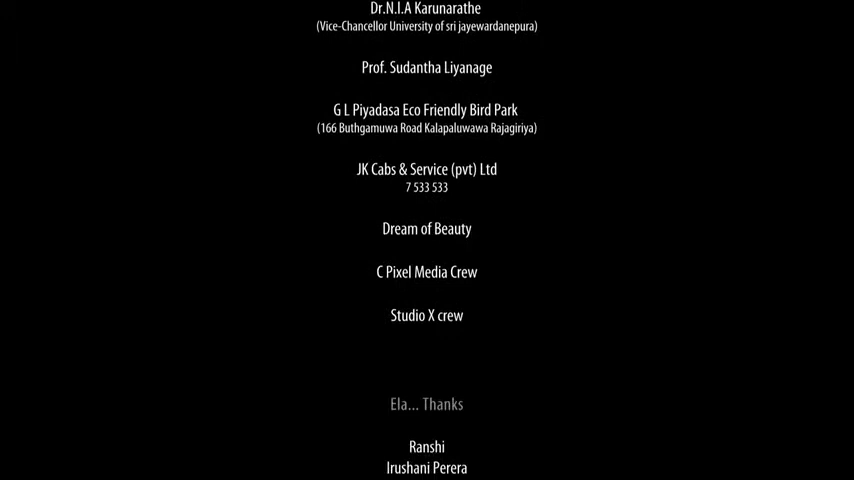 Dr.N.I.A Karunarathe
(Vice-Chancellor University of sri jayewardanepura)
Prof. Sudantha Liyanage
G L Piyadasa Eco Friendly Bird Park
(166 Buthgamuwa Road Kalapaluwawa Rajagiriya)
JK Cabs & Service (pvt) Ltd
7 533 533
Dream of Beauty
C Pixel Media Crew
Studio X crew
Ela... Thanks
Ranshi
Irushani Perera